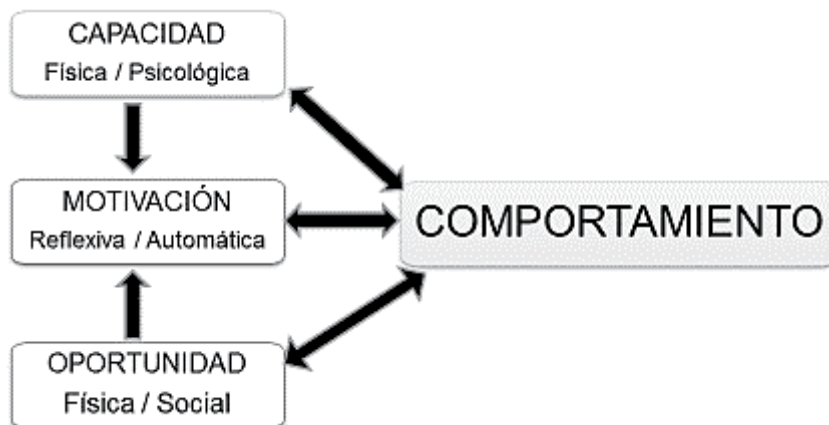 CAPACIDAD
Física / Psicológica
MOTIVACIÓN
Reflexiva / Automática
COMPORTAMIENTO
OPORTUNIDAD
Física / Social